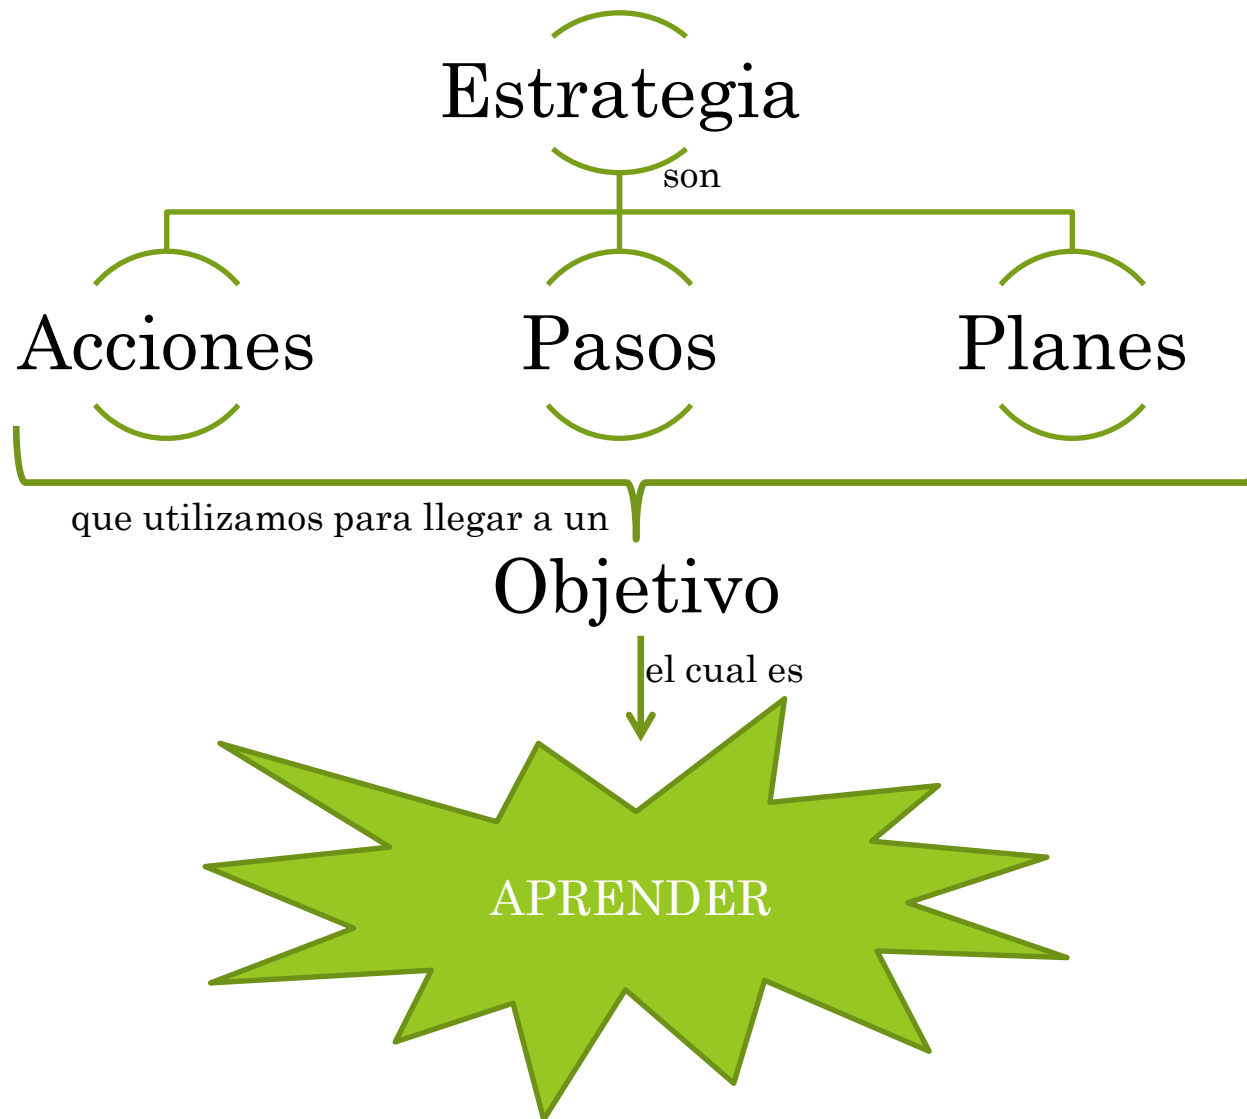 Estrategia
son
Acciones
Pasos
Planes
que utilizamos para llegar a un
Objetivo
el cual es
APRENDER